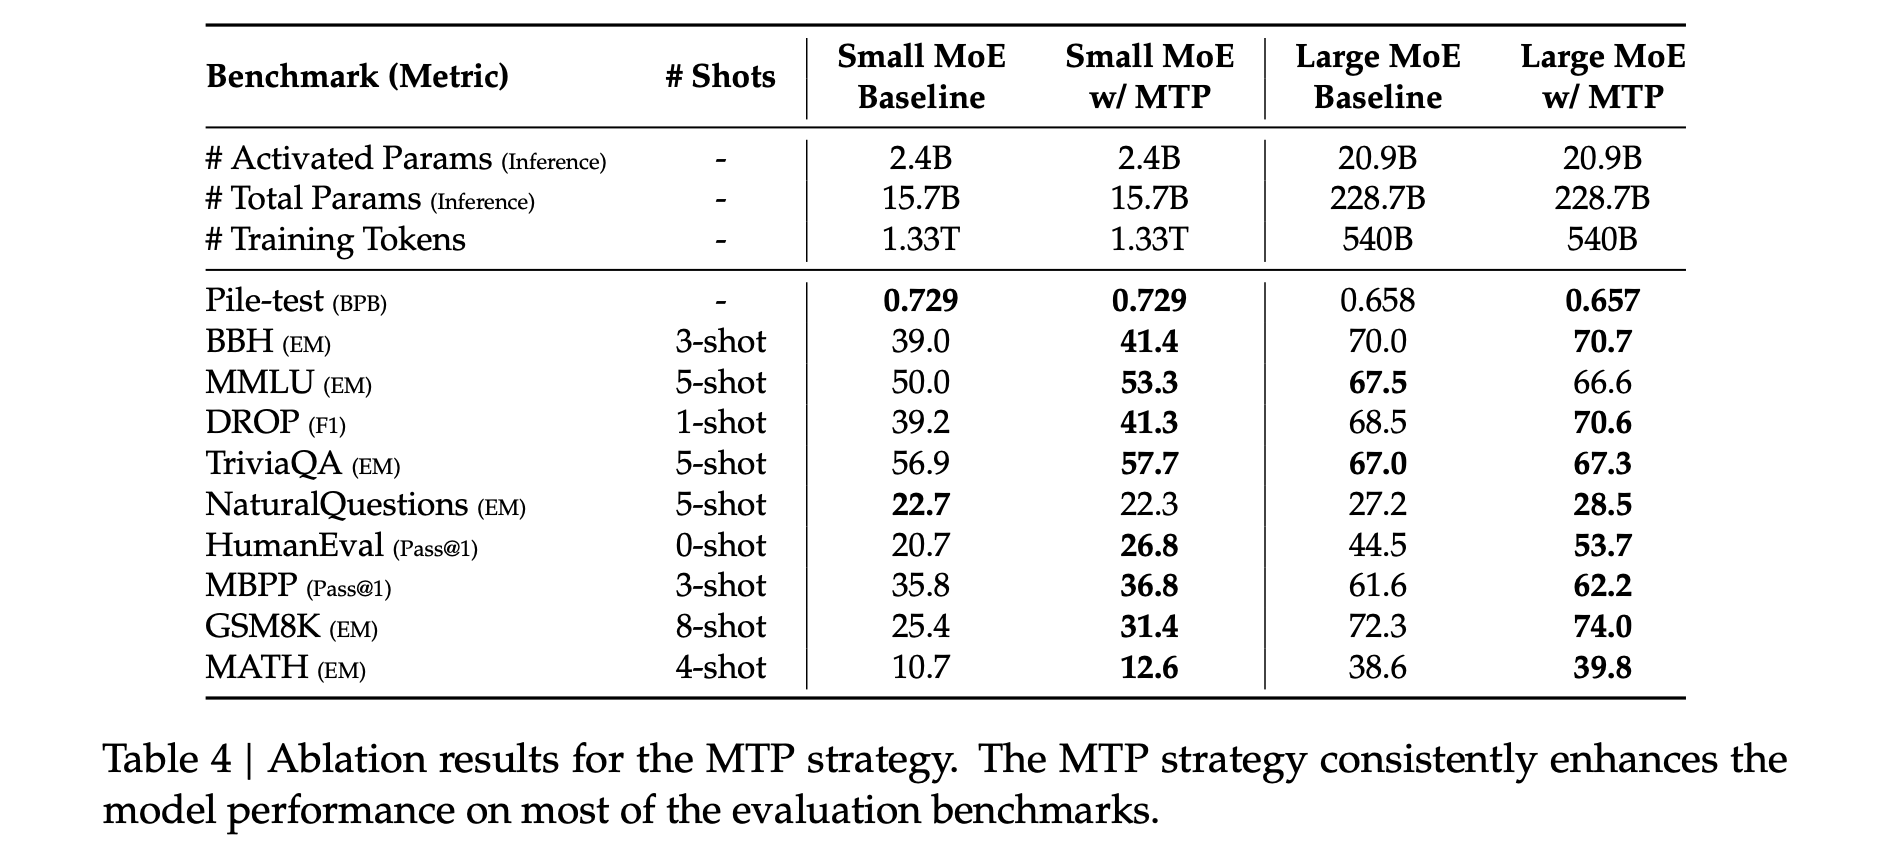 Benchmark (Metric) # Shots Small MoE Baseline Small MoE w/ MTP Large MoE Baseline Large MoE w/ MTP
# Activated Params (Inference) - 2.4B 2.4B 20.9B 20.9B
# Total Params (Inference) - 15.7B 15.7B 228.7B 228.7B
# Training Tokens - 1.33T 1.33T 540B 540B
Pile-test (BPB) - 0.729 0.729 0.658 0.657
BBH (EM) 3-shot 39.0 41.4 70.0 70.7
MMLU (EM) 5-shot 50.0 53.3 67.5 66.6
DROP (F1) 1-shot 39.2 41.3 68.5 70.6
TriviaQA (EM) 5-shot 56.9 57.7 67.0 67.3
NaturalQuestions (EM) 5-shot 22.7 22.3 27.2 28.5
HumanEval (Pass@1) 0-shot 20.7 26.8 44.5 53.7
MBPP (Pass@1) 3-shot 35.8 36.8 61.6 62.2
GSM8K (EM) 8-shot 25.4 31.4 72.3 74.0
MATH (EM) 4-shot 10.7 12.6 38.6 39.8
Table 4 | Ablation results for the MTP strategy. The MTP strategy consistently enhances the
model performance on most of the evaluation benchmarks.